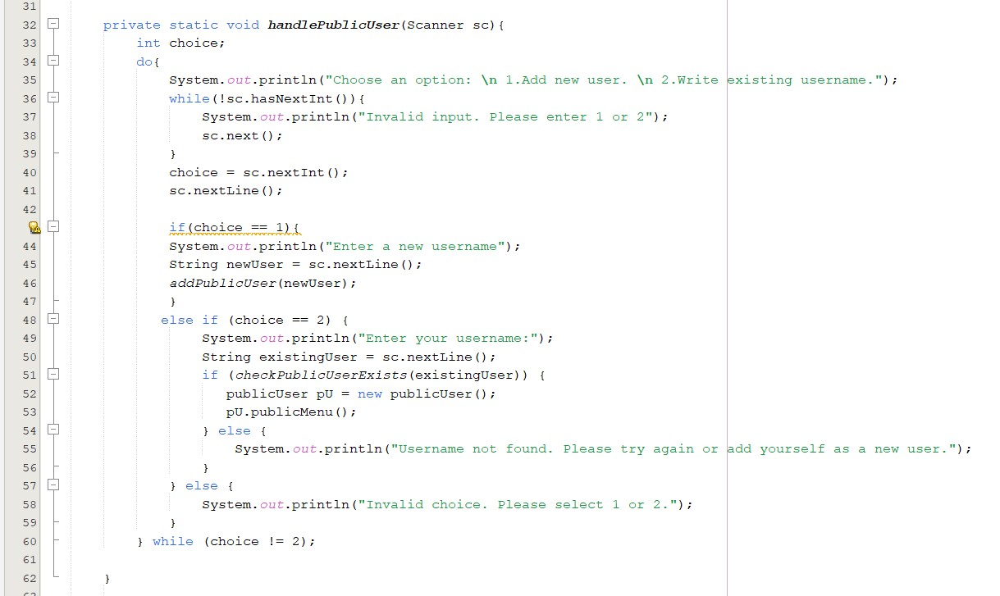 31
32 private static void handlePublicUser(Scanner sc){
33 int choice;
34 do{
35 System.out.println("Choose an option: \n 1.Add new user. \n 2.Write existing username.");
36 while(!sc.hasNextInt()){
37 System.out.println("Invalid input. Please enter 1 or 2");
38 sc.next();
39 }
40 choice = sc.nextInt();
41 sc.nextLine();
42
if(choice == 1){
44 System.out.println("Enter a new username");
45 String newUser = sc.nextLine();
46 addPublicUser(newUser);
47 }
48 else if (choice == 2) {
49 System.out.println("Enter your username:");
50 String existingUser = sc.nextLine();
51 if (checkPublicUserExists(existingUser)) {
52 publicUser pU = new publicUser();
53 pU.publicMenu();
54 } else {
55 System.out.println("Username not found. Please try again or add yourself as a new user.");
56 }
57 } else {
58 System.out.println("Invalid choice. Please select 1 or 2.");
59 }
60 } while (choice != 2);
61
62 }